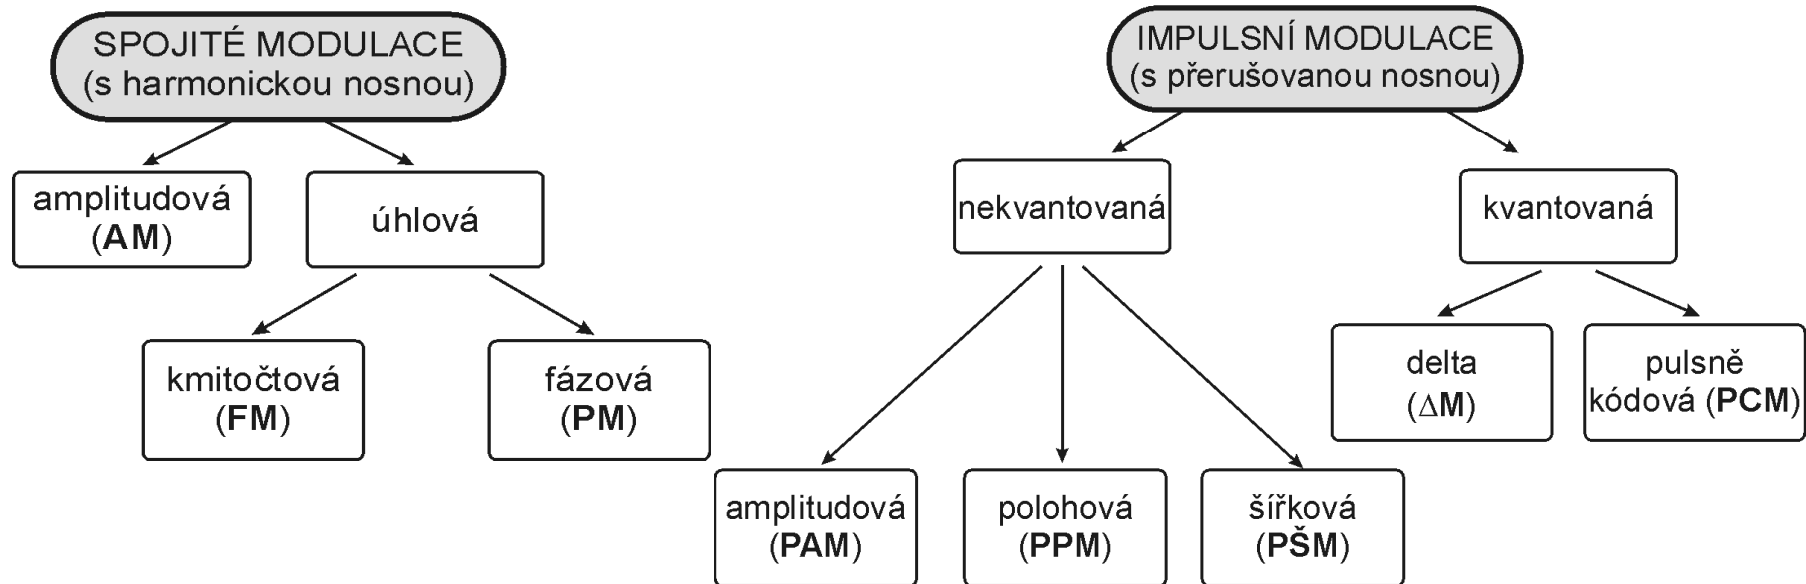 SPOJITÉ MODULACE
(s harmonickou nosnou)
amplitudová
(AM)
úhlová
kmitočtová
(FM)
fázová
(PM)
IMPULSNÍ MODULACE
(s přerušovanou nosnou)
nekvantovaná
kvantovaná
amplitudová
(PAM)
polohová
(PPM)
šířková
(PŠM)
delta
(∆M)
pulsně
kódová (PCM)